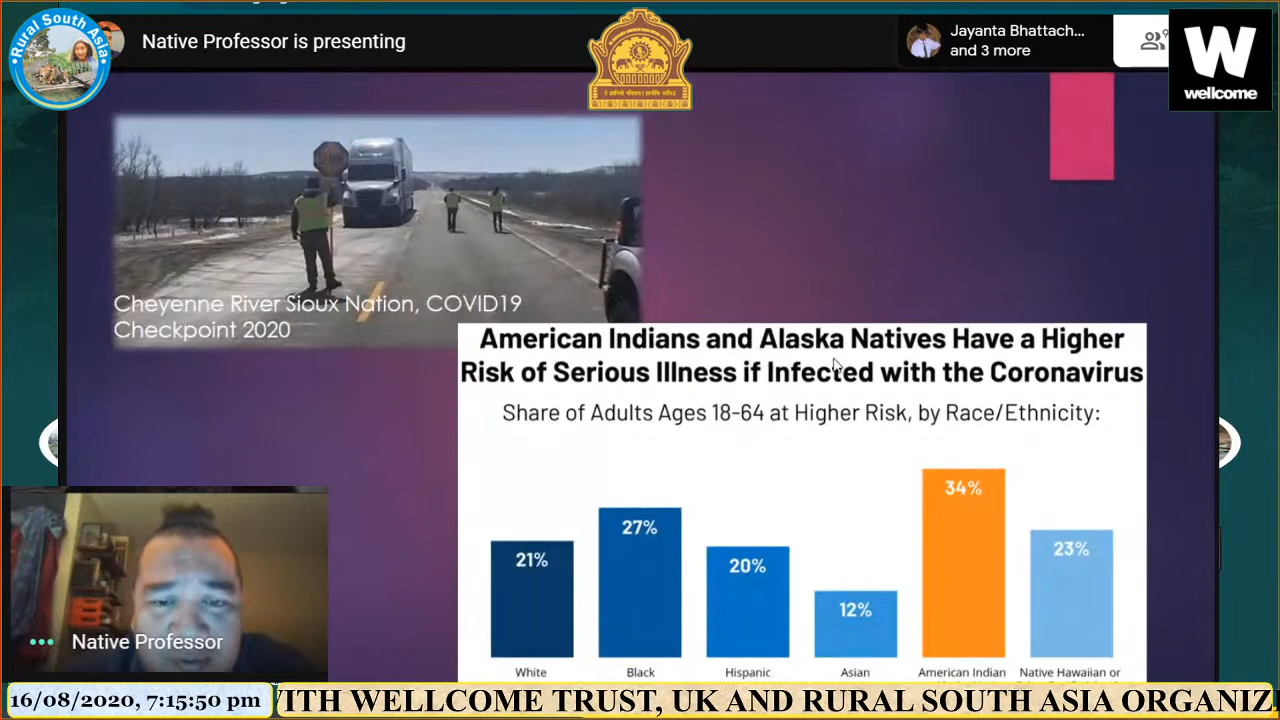 Rural South Asia
Native Professor is presenting
Jayanta Bhattach...
and 3 more
9
W
wellcome
Cheyenne River Sioux Nation, COVID19
Checkpoint 2020
American Indians and Alaska Natives Have a Higher
Risk of Serious Illness if Infected with the Coronavirus
Share of Adults Ages 18-64 at Higher Risk, by Race/Ethnicity:
21%
27%
20%
12%
34%
23%
White
Black
Hispanic
Asian
American Indian
Native Hawaiian or
Native Professor
16/08/2020, 7:15:50 pm
WITH WELLCOME TRUST, UK AND RURAL SOUTH ASIA ORGANIZ